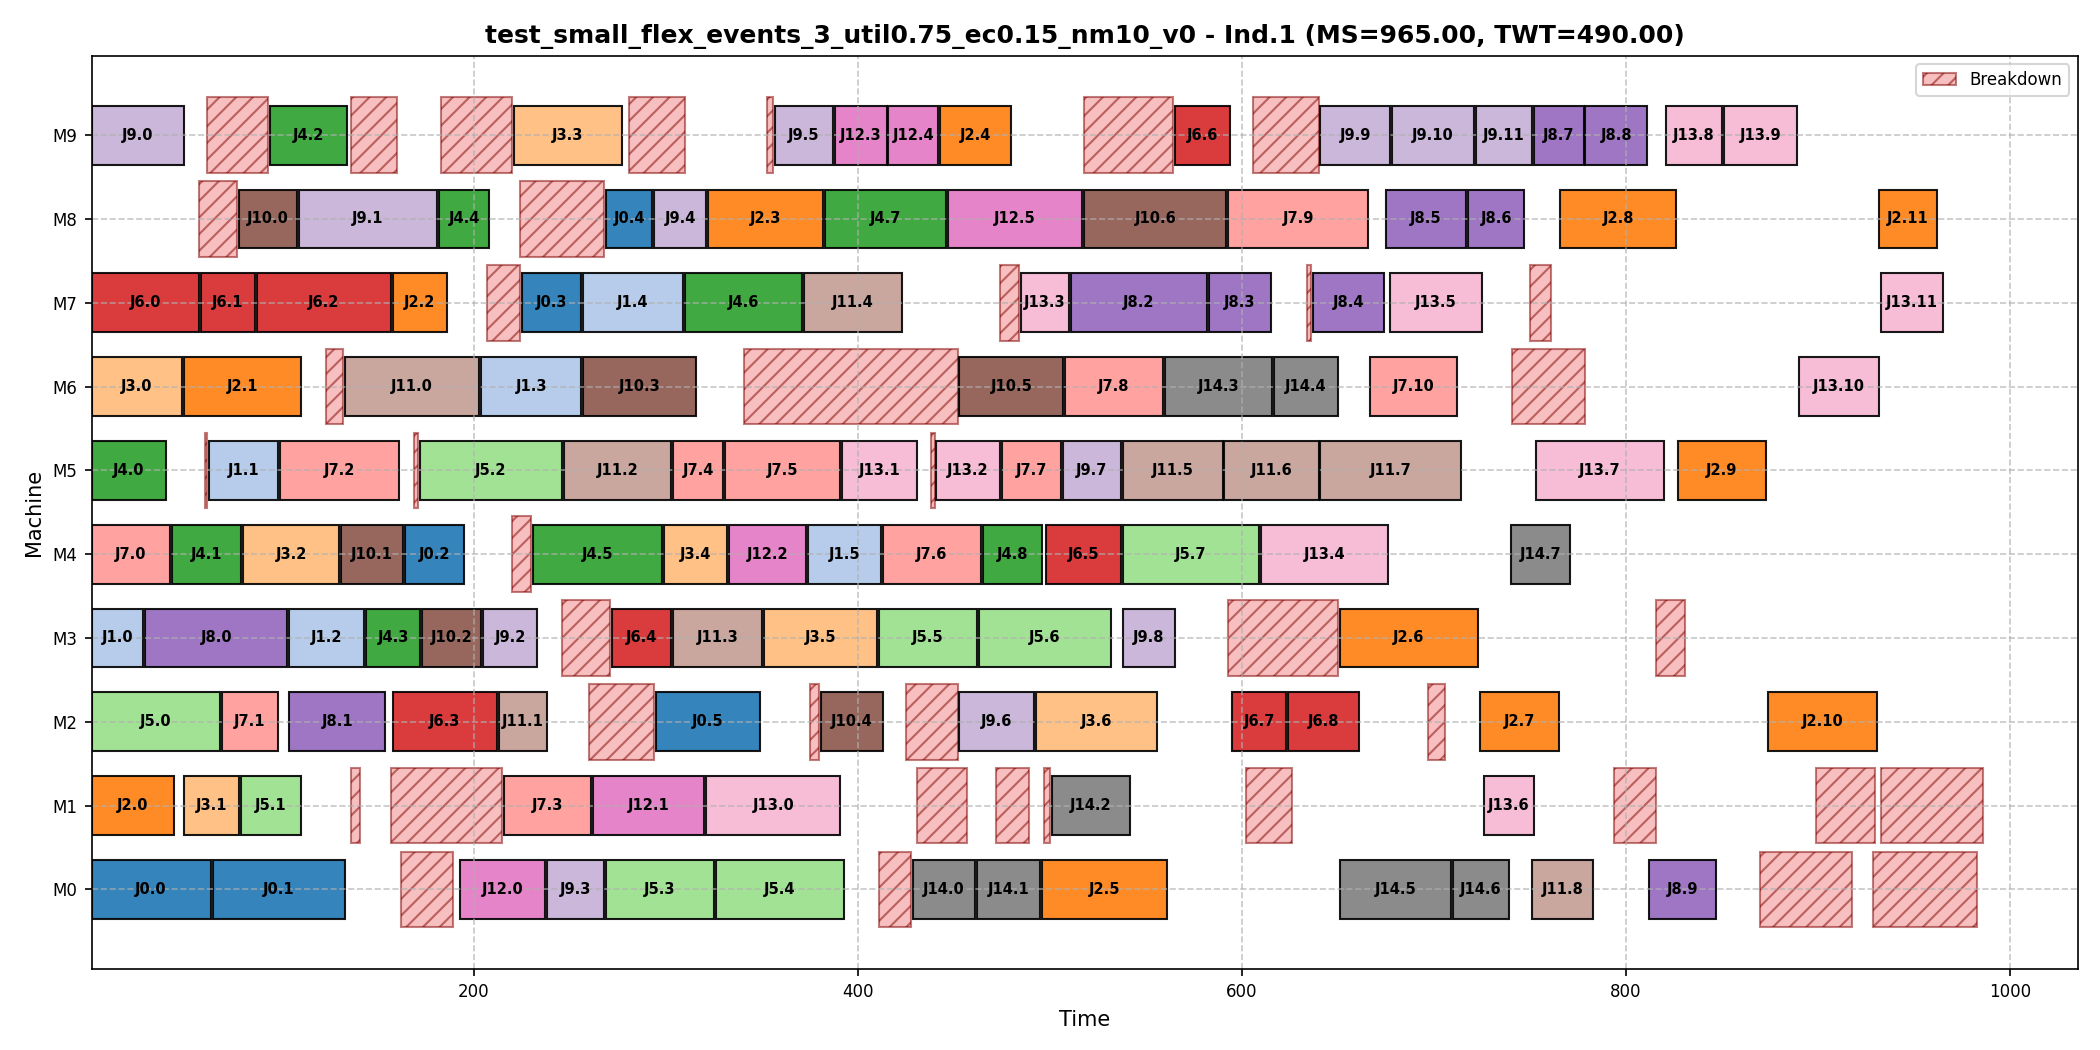 test_small_flex_events_3_util0.75_ec0.15_nm10_v0 - Ind.1 (MS=965.00, TWT=490.00)
Breakdown
M9 J9.0 J4.2 J3.3 J9.5 J12.3 J12.4 J2.4 J6.6 J9.9 J9.10 J9.11 J8.7 J8.8 J13.8 J13.9
M8 J10.0 J9.1 J4.4 J0.4 J9.4 J2.3 J4.7 J12.5 J10.6 J7.9 J8.5 J8.6 J2.8 J2.11
M7 J6.0 J6.1 J6.2 J2.2 J0.3 J1.4 J4.6 J11.4 J13.3 J8.2 J8.3 J8.4 J13.5 J13.11
M6 J3.0 J2.1 J11.0 J1.3 J10.3 J10.5 J7.8 J14.3 J14.4 J7.10 J13.10
M5 J4.0 J1.1 J7.2 J5.2 J11.2 J7.4 J7.5 J13.1 J13.2 J7.7 J9.7 J11.5 J11.6 J11.7 J13.7 J2.9
M4 J7.0 J4.1 J3.2 J10.1 J0.2 J4.5 J3.4 J12.2 J1.5 J7.6 J4.8 J6.5 J5.7 J13.4 J14.7
M3 J1.0 J8.0 J1.2 J4.3 J10.2 J9.2 J6.4 J11.3 J3.5 J5.5 J5.6 J9.8 J2.6
M2 J5.0 J7.1 J8.1 J6.3 J11.1 J0.5 J10.4 J9.6 J3.6 J6.7 J6.8 J2.7 J2.10
M1 J2.0 J3.1 J5.1 J7.3 J12.1 J13.0 J14.2 J13.6
M0 J0.0 J0.1 J12.0 J9.3 J5.3 J5.4 J14.0 J14.1 J2.5 J14.5 J14.6 J11.8 J8.9
Machine
200 400 600 800 1000
Time